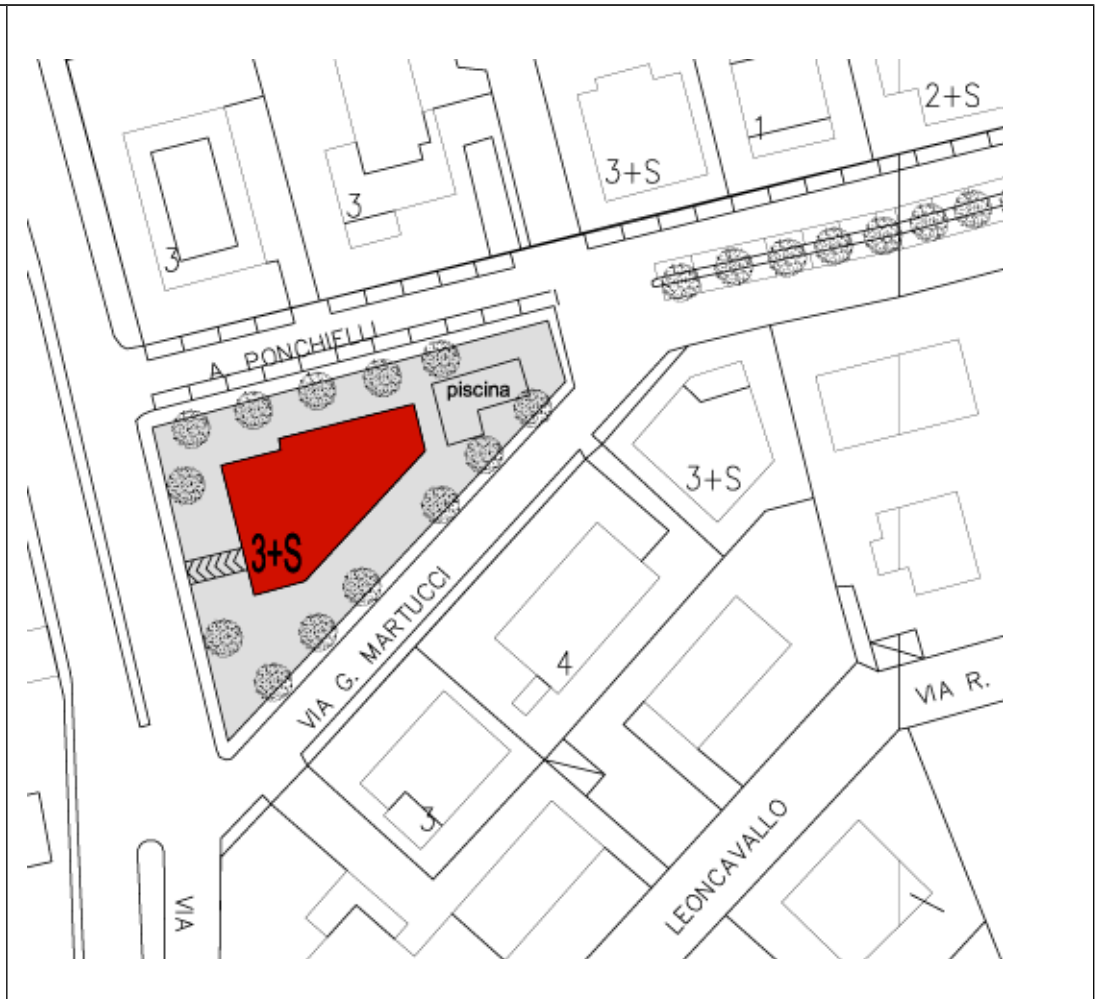 2+S
1
3+S
3
3
A PONCHIELLI
piscina
3+S
3+S
VIA G. MARTUCCI
4
VIA R.
3
LEONCAVALLO
VIA